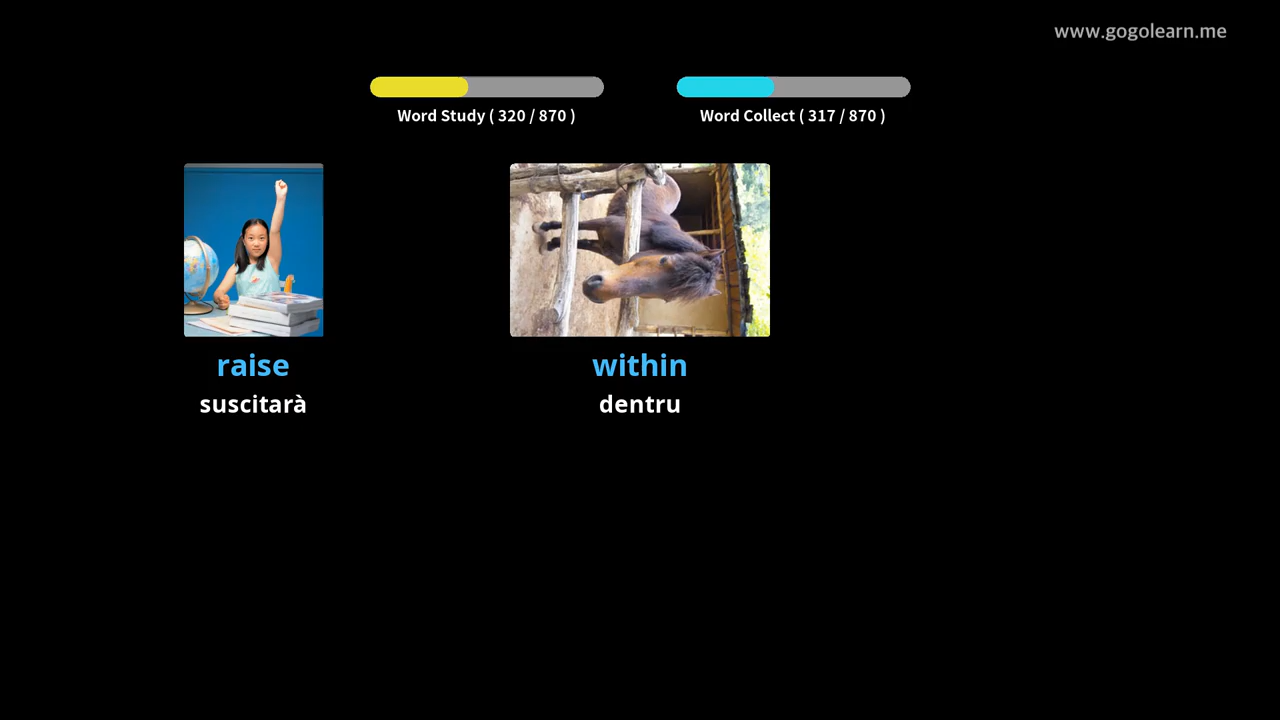 www.gogolearn.me
Word Study ( 320 / 870 )
Word Collect ( 317 / 870 )
raise
suscitarà
within
dentru